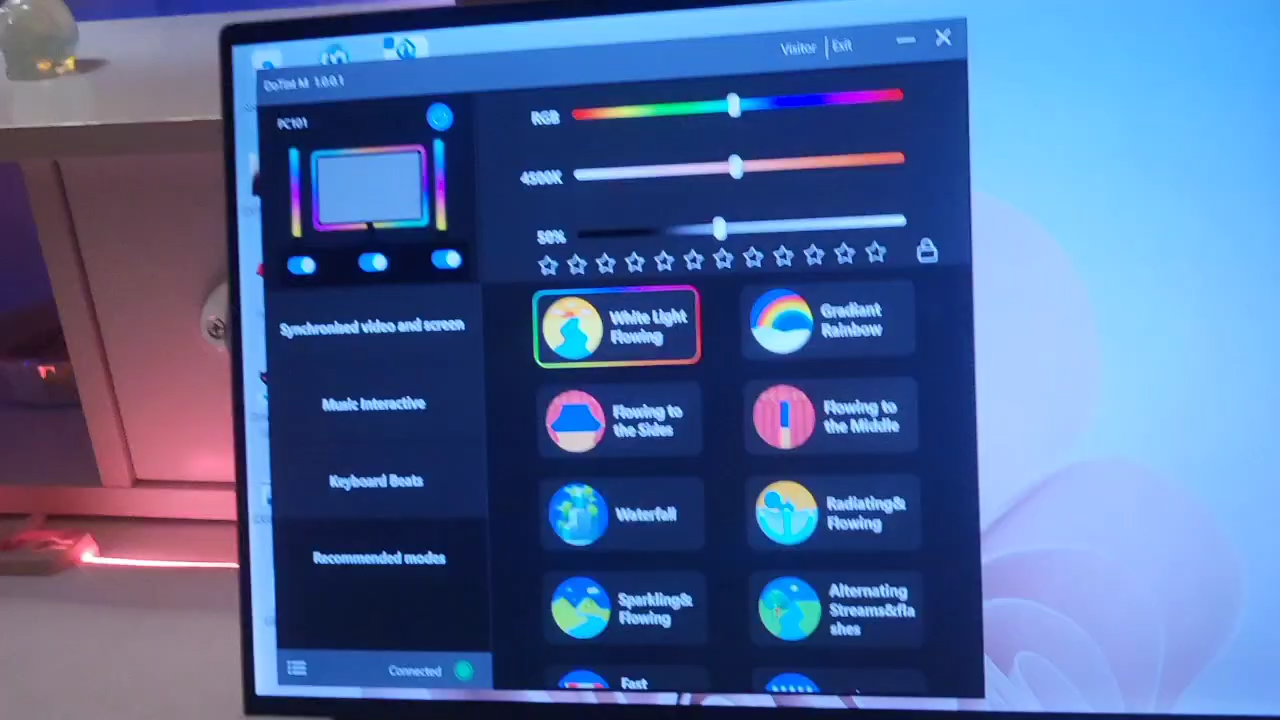 Visitor | Exit
DoTint M 1.0.0.1
PC101
RGB
4500K
50%
Synchronised video and screen
Music Interactive
Keyboard Beats
Recommended modes
Connected
White Light
Flowing
Gradiant
Rainbow
Flowing to
the Sides
Flowing to
the Middle
Waterfall
Radiating&
Flowing
Sparkling&
Flowing
Alternating
Streams&fla
shes
Fast